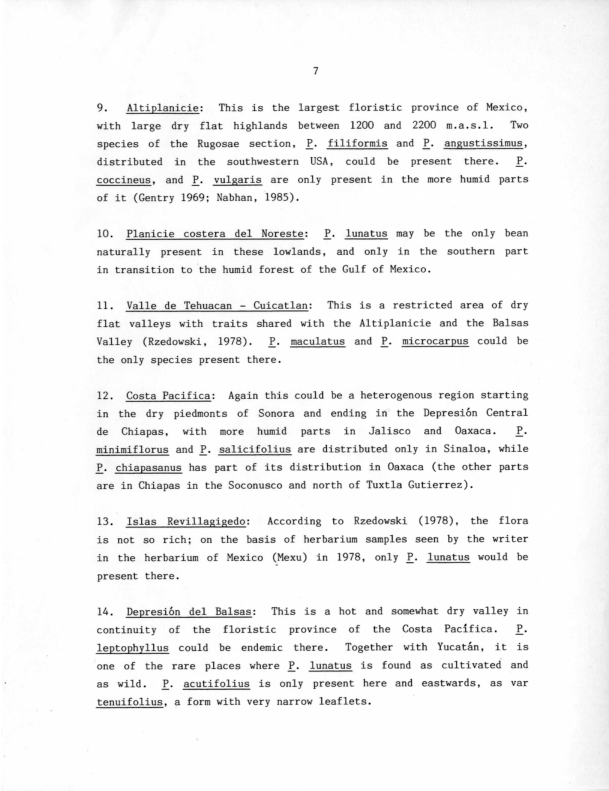 7
9. Altiplanicie: This is the largest floristic province of Mexico,
with large dry flat highlands between 1200 and 2200 m.a.s.l. Two
species of the Rugosae section, P. filiformis and P. angustissimus,
distributed in the southwestern USA, could be present there. P.
coccineus, and P. vulgaris are only present in the more humid parts
of it (Gentry 1969; Nabhan, 1985).
10. Planicie costera del Noreste: P. lunatus may be the only bean
naturally present in these lowlands, and only in the southern part
in transition to the humid forest of the Gulf of Mexico.
11. Valle de Tehuacan - Cuicatlan: This is a restricted area of dry
flat valleys with traits shared with the Altiplanicie and the Balsas
Valley (Rzedowski, 1978). P. maculatus and P. microcarpus could be
the only species present there.
12. Costa Pacifica: Again this could be a heterogenous region starting
in the dry piedmonts of Sonora and ending in the Depresión Central
de Chiapas, with more humid parts in Jalisco and Oaxaca. P.
minimiflorus and P. salicifolius are distributed only in Sinaloa, while
P. chiapasanus has part of its distribution in Oaxaca (the other parts
are in Chiapas in the Soconusco and north of Tuxtla Gutierrez).
13. Islas Revillagigedo: According to Rzedowski (1978), the flora
is not so rich; on the basis of herbarium samples seen by the writer
in the herbarium of Mexico (Mexu) in 1978, only P. lunatus would be
present there.
14. Depresión del Balsas: This is a hot and somewhat dry valley in
continuity of the floristic province of the Costa Pacífica. P.
leptophyllus could be endemic there. Together with Yucatán, it is
one of the rare places where P. lunatus is found as cultivated and
as wild. P. acutifolius is only present here and eastwards, as var
tenuifolius, a form with very narrow leaflets.